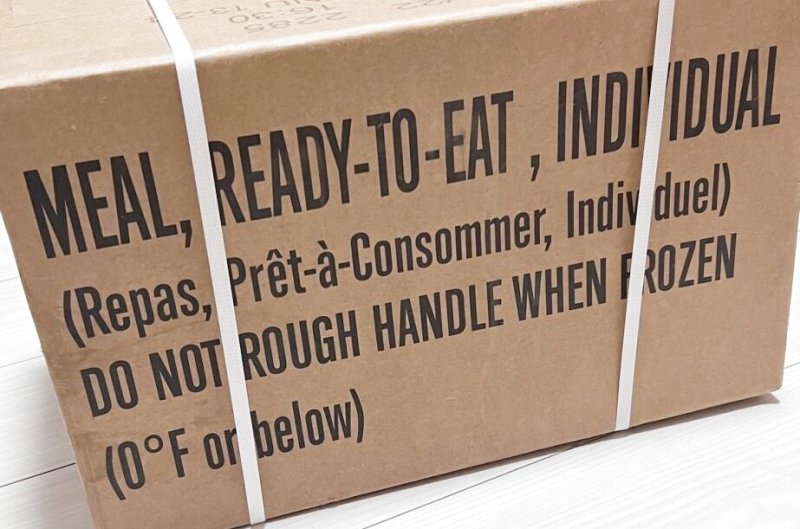 MEAL, READY-TO-EAT , INDIVIDUAL
(Repas, Prêt-à-Consommer, Individuel)
DO NOT ROUGH HANDLE WHEN FROZEN
(0°F or below)